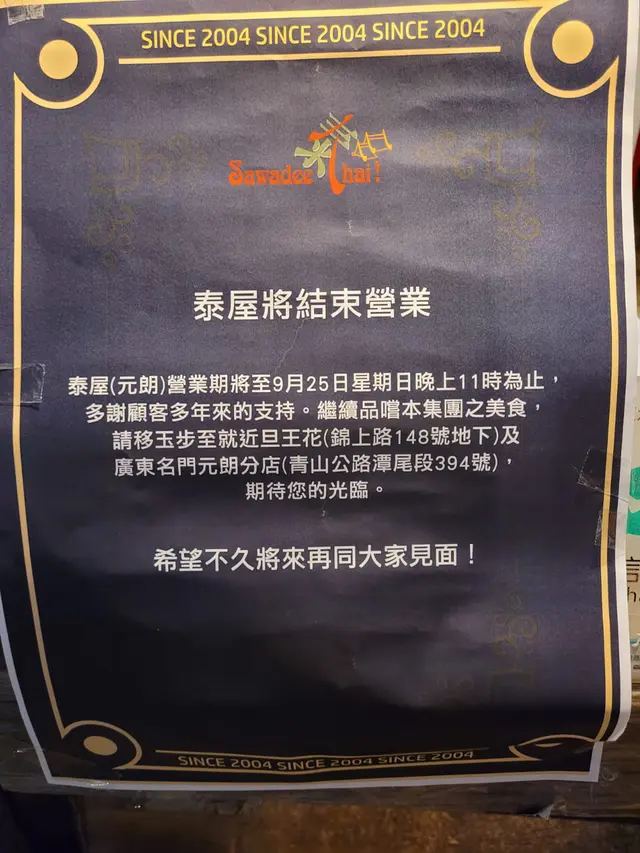 SINCE 2004 SINCE 2004 SINCE 2004
Sawadee Thai!
泰屋將結束營業
泰屋(元朗)營業期將至9月25日星期日晚上11時為止，
多謝顧客多年來的支持。繼續品嚐本集團之美食，
請移玉步至就近旦王花(錦上路148號地下)及
廣東名門元朗分店(青山公路潭尾段394號)，
期待您的光臨。
希望不久將來再同大家見面！
SINCE 2004 SINCE 2004 SINCE 2004